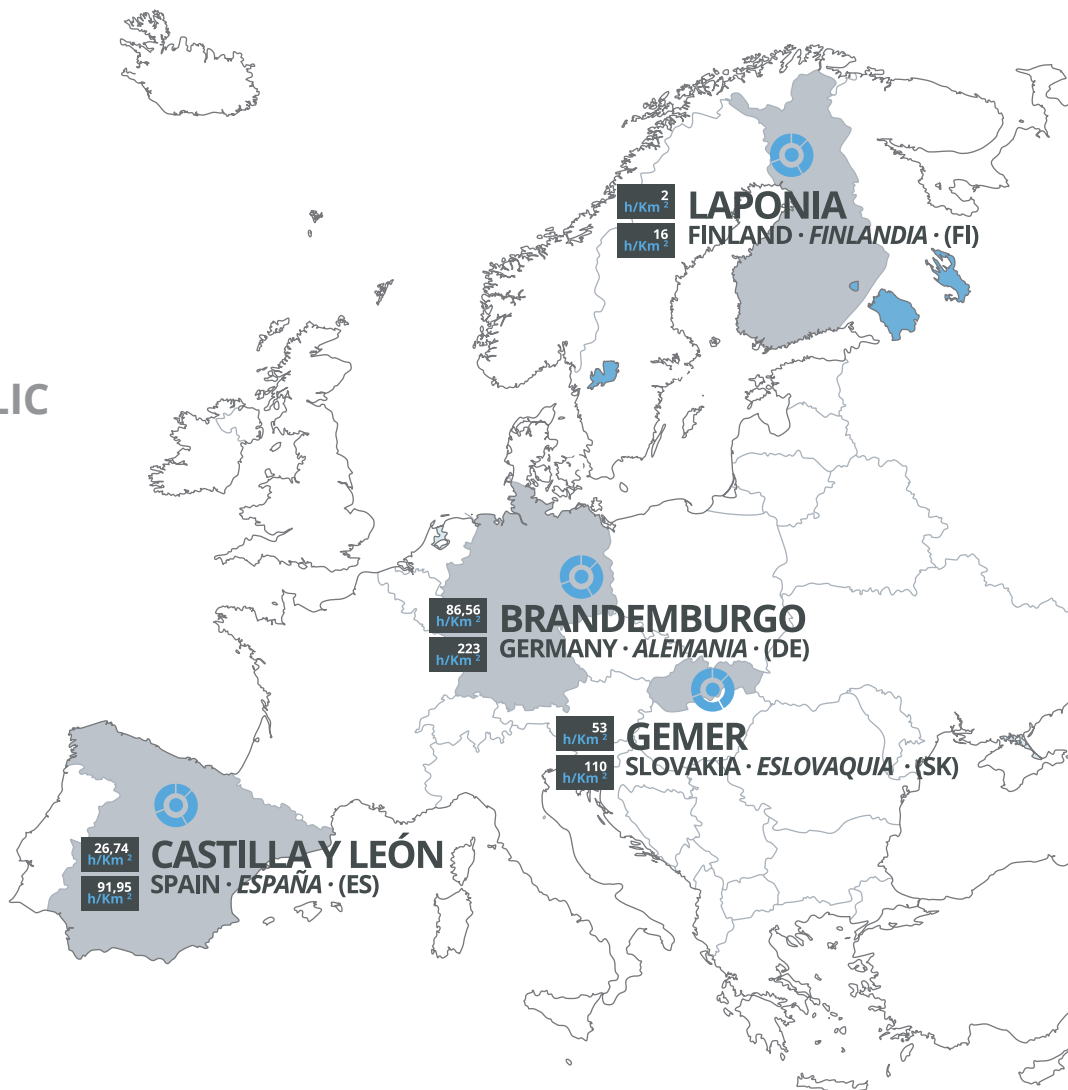 2
h/Km ²
LAPONIA
16
h/Km ²
FINLAND · FINLANDIA · (FI)
LIC
86,56
h/Km ²
BRANDEMBURGO
223
h/Km ²
GERMANY · ALEMANIA · (DE)
53
h/Km ²
GEMER
110
h/Km ²
SLOVAKIA · ESLOVAQUIA · (SK)
26,74
h/Km ²
CASTILLA Y LEÓN
91,95
h/Km ²
SPAIN · ESPAÑA · (ES)